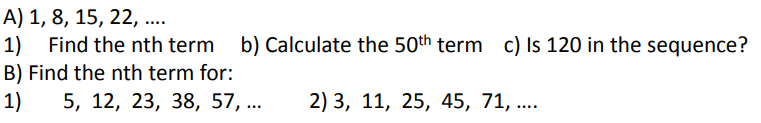 A) 1, 8, 15, 22, ....
1) Find the nth term b) Calculate the 50th term c) Is 120 in the sequence?
B) Find the nth term for:
1) 5, 12, 23, 38, 57, ... 2) 3, 11, 25, 45, 71, ....